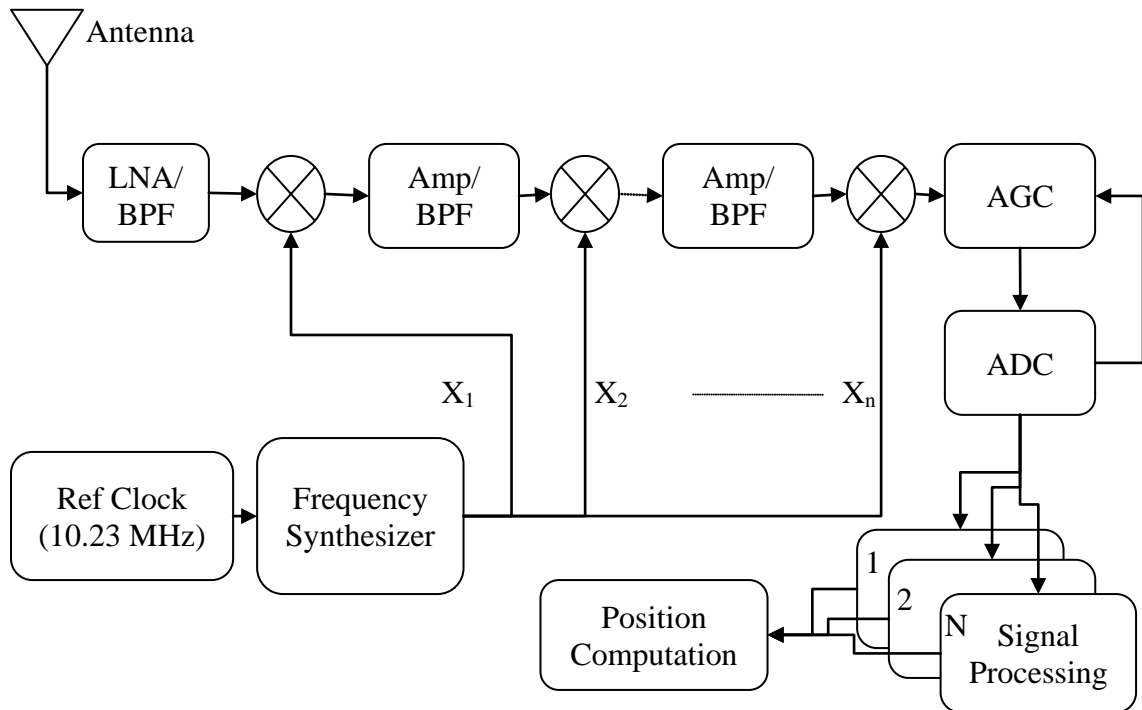 Antenna
LNA/
BPF
Amp/
BPF
Amp/
BPF
AGC
ADC
X₁
X₂
Xₙ
Ref Clock
(10.23 MHz)
Frequency
Synthesizer
1
2
N
Signal
Processing
Position
Computation